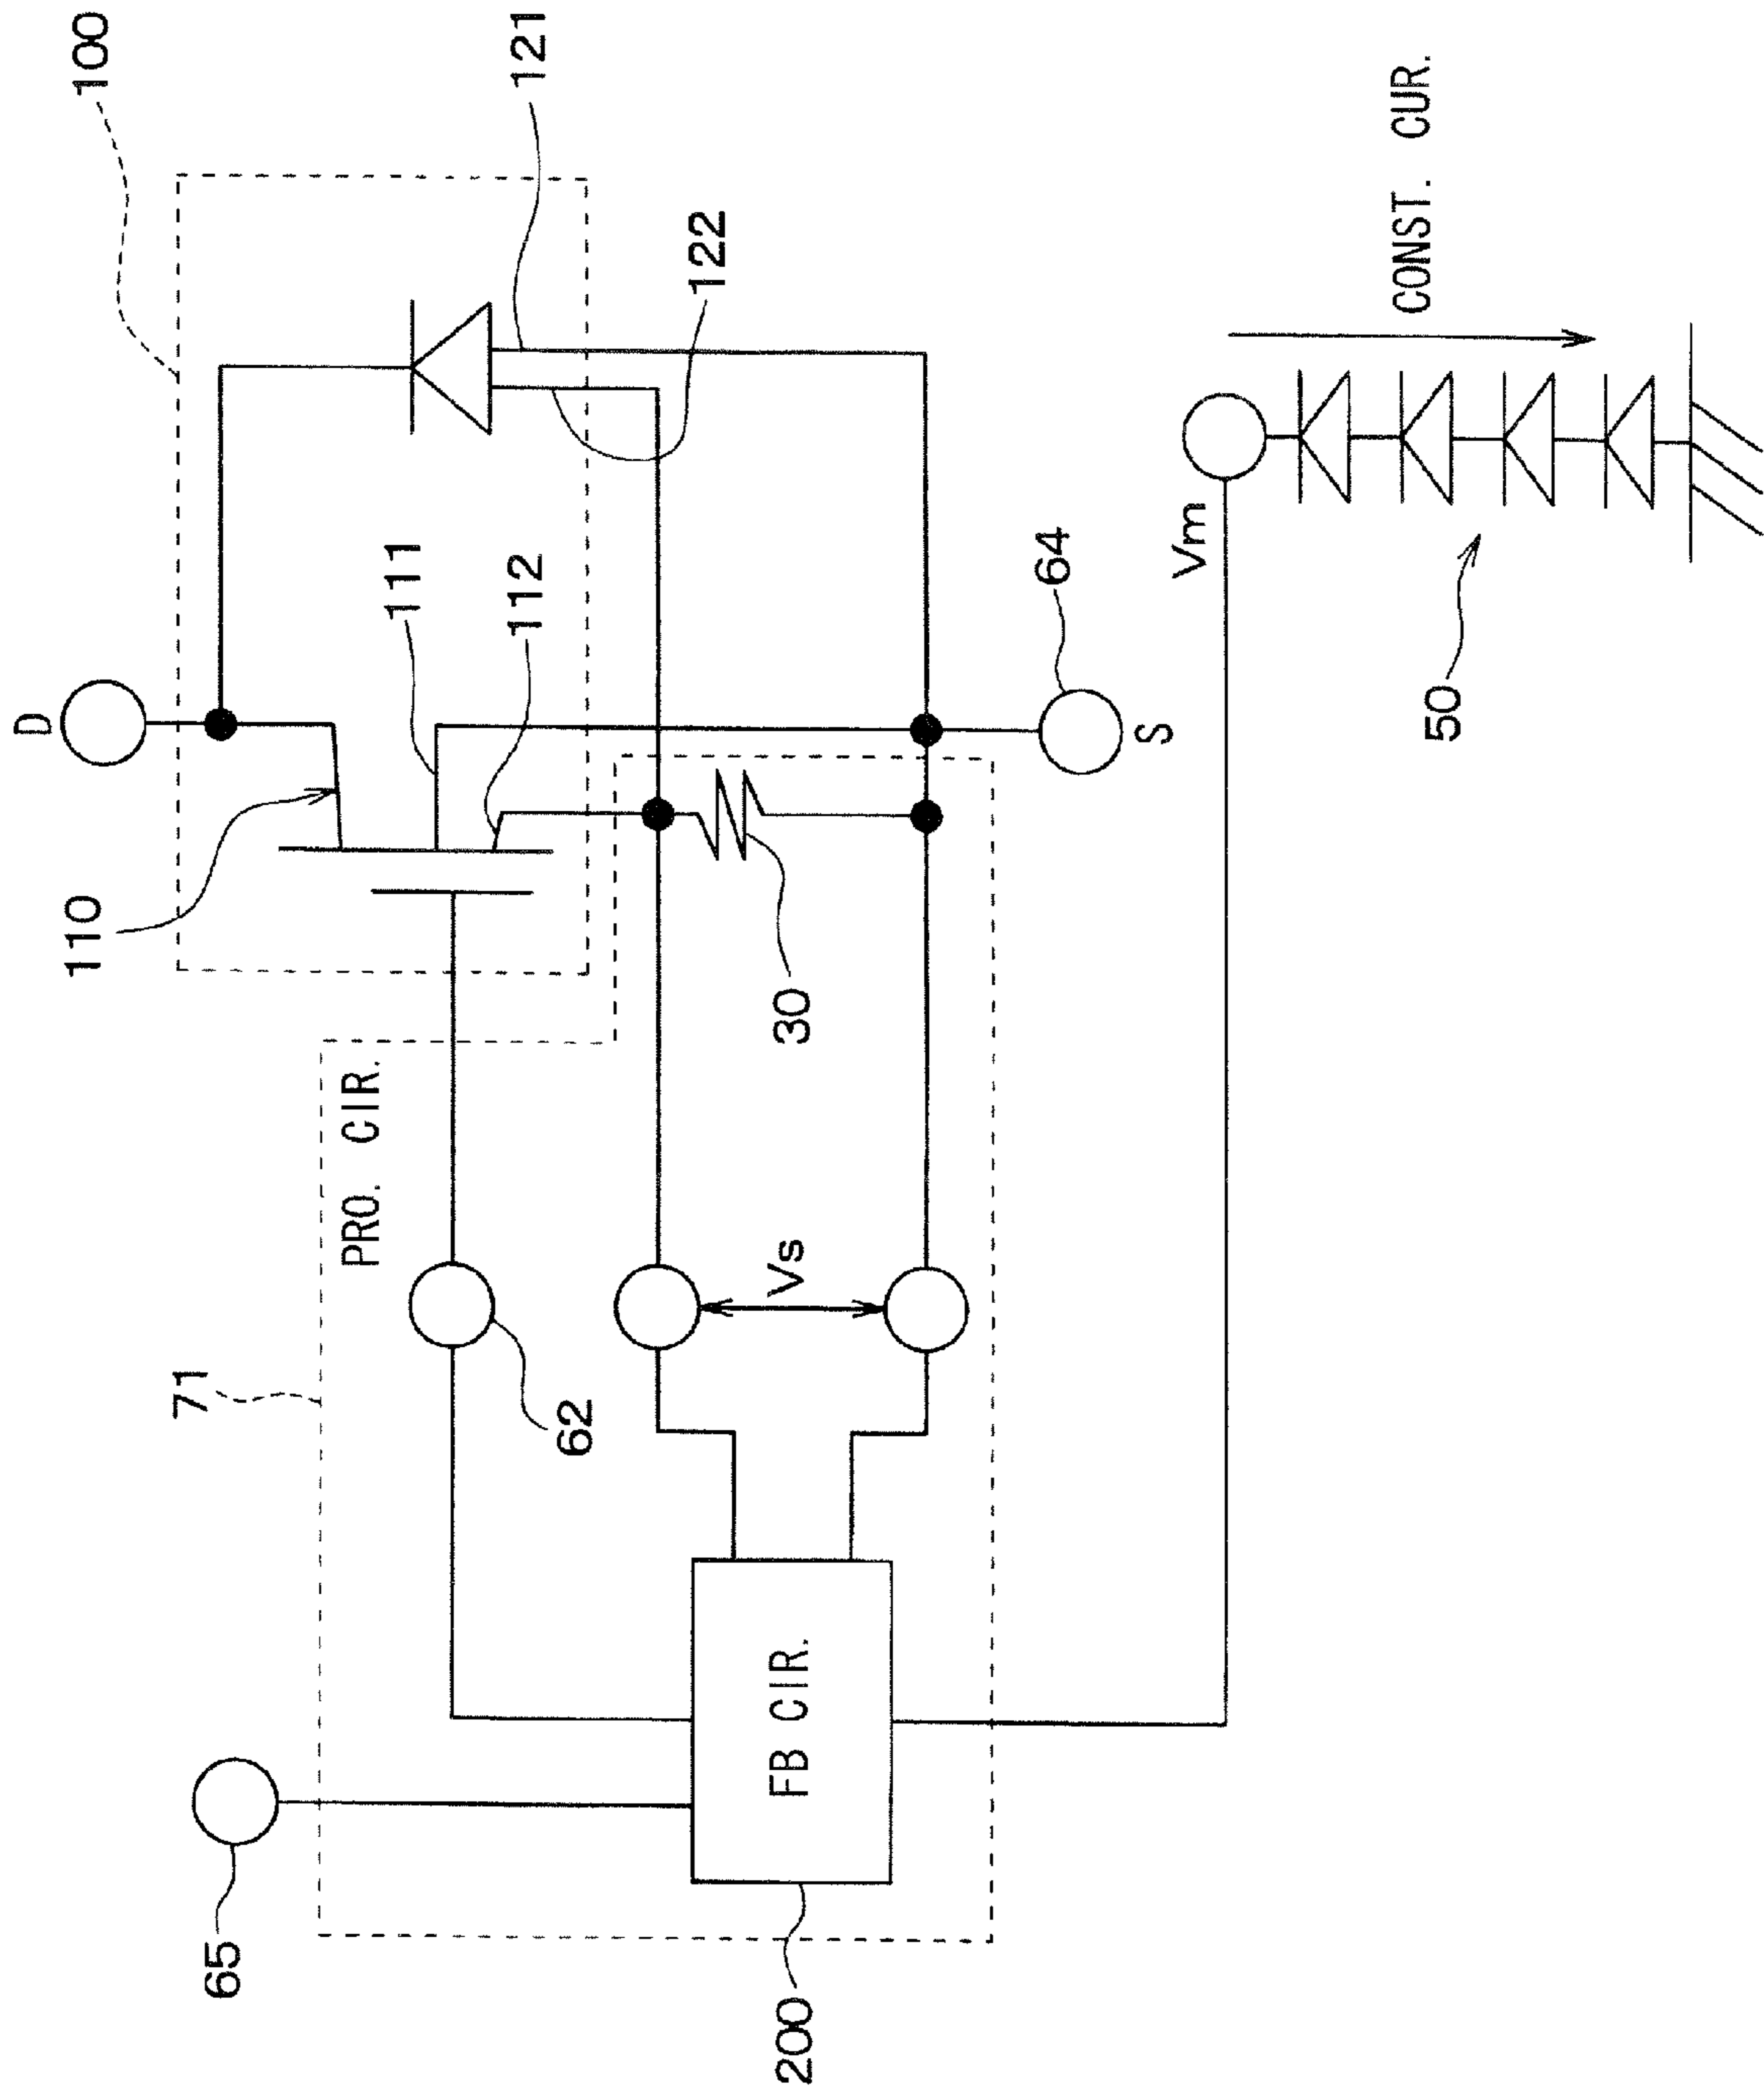 100
D
121
110
111
112
122
71
PRO. CIR.
62
65
30
Vs
FB CIR.
200
64
S
Vm
50
CONST. CUR.